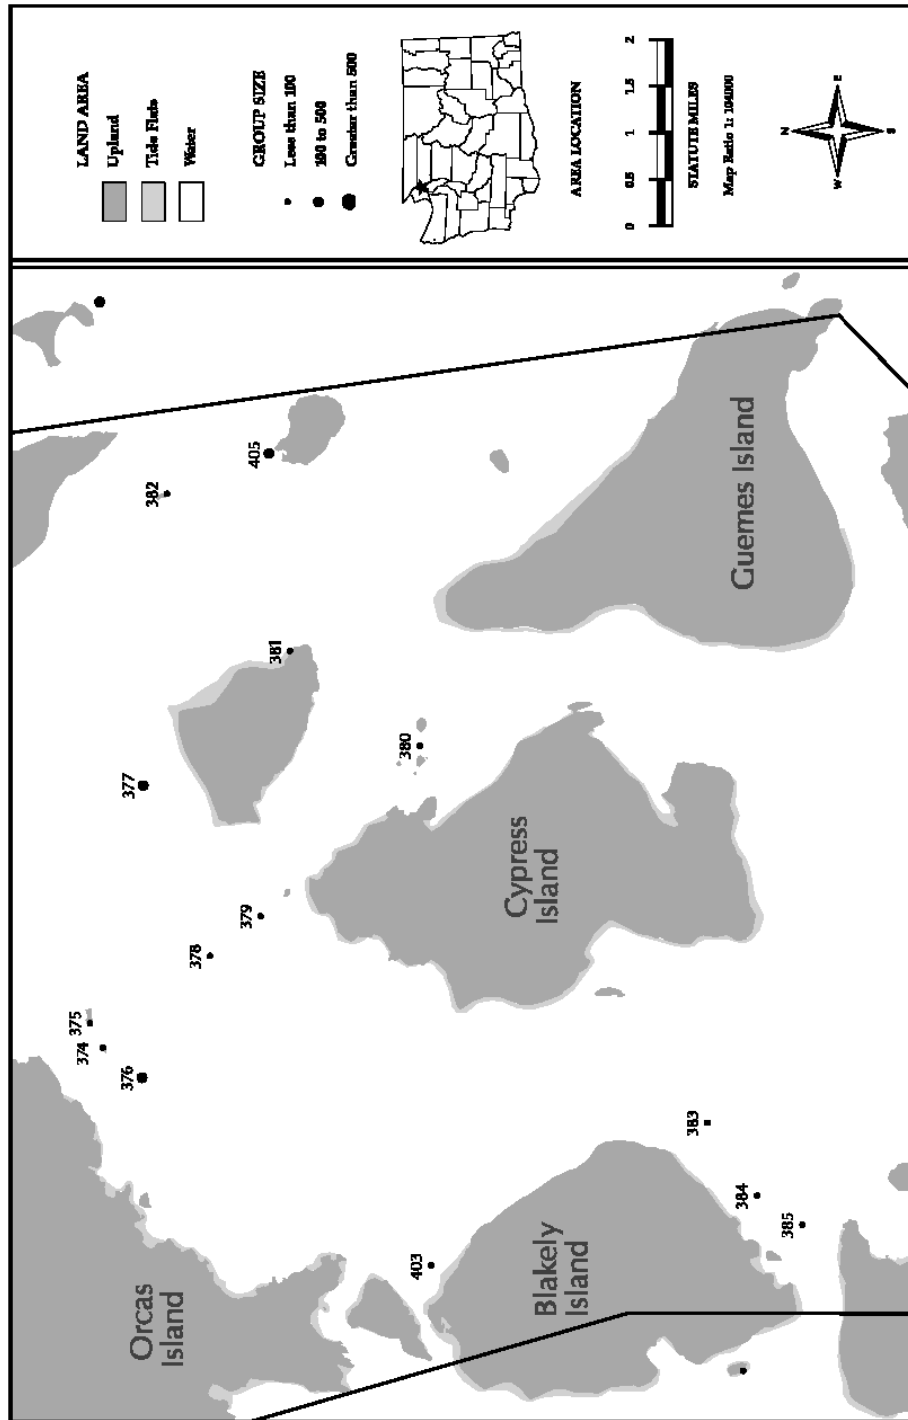 LAND AREA
Upland
Tide Flats
Water
GROUP SIZE
Less than 100
100 to 500
Greater than 500
AREA LOCATION
0 0.5 1 1.5 2
STATUTE MILES
Map Ratio 1: 104000
N
E
S
W
374
375
376
377
378
379
380
381
382
405
383
384
385
403
Orcas
Island
Blakely
Island
Cypress
Island
Guemes Island